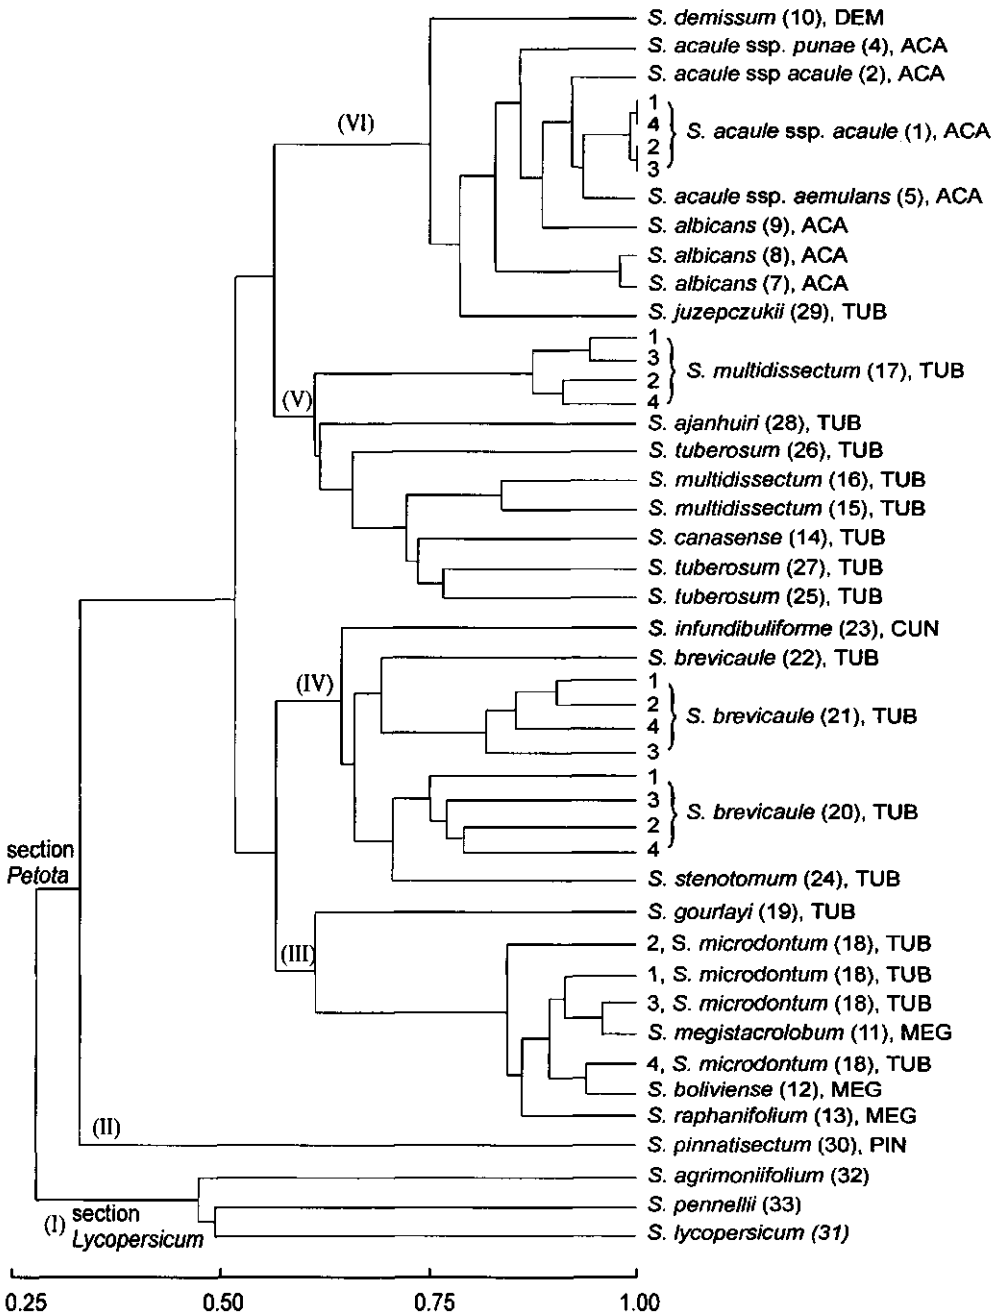 S. demissum (10), DEM
S. acaule ssp. punae (4), ACA
S. acaule ssp acaule (2), ACA
1
4
2
3
S. acaule ssp. acaule (1), ACA
(VI)
S. acaule ssp. aemulans (5), ACA
S. albicans (9), ACA
S. albicans (8), ACA
S. albicans (7), ACA
S. juzepczukii (29), TUB
1
3
2
4
S. multidissectum (17), TUB
(V)
S. ajanhuiri (28), TUB
S. tuberosum (26), TUB
S. multidissectum (16), TUB
S. multidissectum (15), TUB
S. canasense (14), TUB
S. tuberosum (27), TUB
S. tuberosum (25), TUB
S. infundibuliforme (23), CUN
S. brevicaule (22), TUB
(IV)
1
2
4
3
S. brevicaule (21), TUB
1
3
2
4
S. brevicaule (20), TUB
section
Petota
S. stenotomum (24), TUB
S. gourlayi (19), TUB
(III)
2, S. microdontum (18), TUB
1, S. microdontum (18), TUB
3, S. microdontum (18), TUB
S. megistacrolobum (11), MEG
4, S. microdontum (18), TUB
S. boliviense (12), MEG
S. raphanifolium (13), MEG
(II)
S. pinnatisectum (30), PIN
S. agrimoniifolium (32)
S. pennellii (33)
(I) section
Lycopersicum
S. lycopersicum (31)
0.25 0.50 0.75 1.00